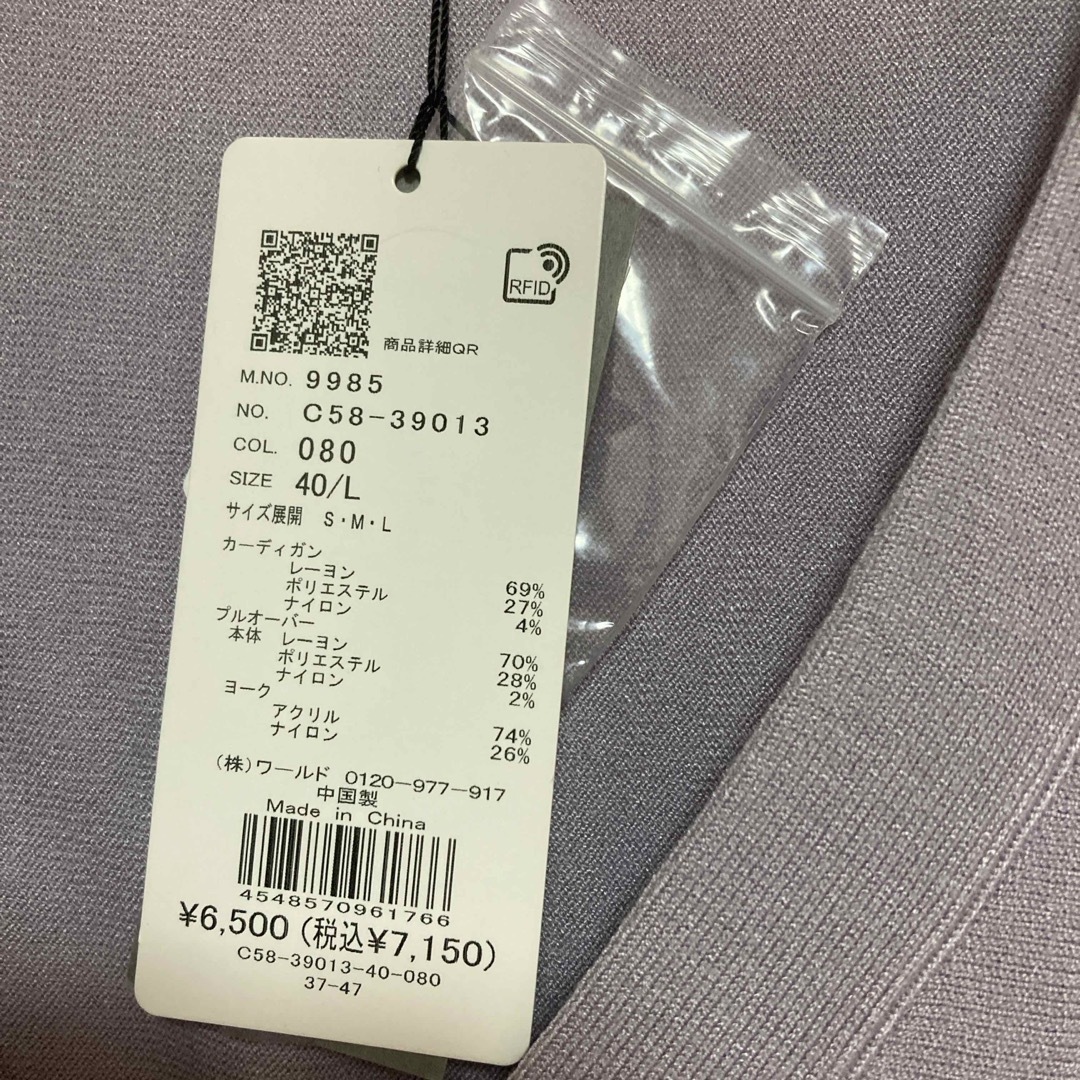 RFID
商品詳細QR
M.NO. 9985
NO. C58-39013
COL. 080
SIZE 40/L
サイズ展開 S・M・L
カーディガン
レーヨン 69%
ポリエステル 27%
ナイロン 4%
プルオーバー
本体 レーヨン 70%
ポリエステル 28%
ナイロン 2%
ヨーク
アクリル 74%
ナイロン 26%
(株)ワールド 0120-977-917
中国製
Made in China
4548570961766
¥6,500(税込¥7,150)
C58-39013-40-080
37-47